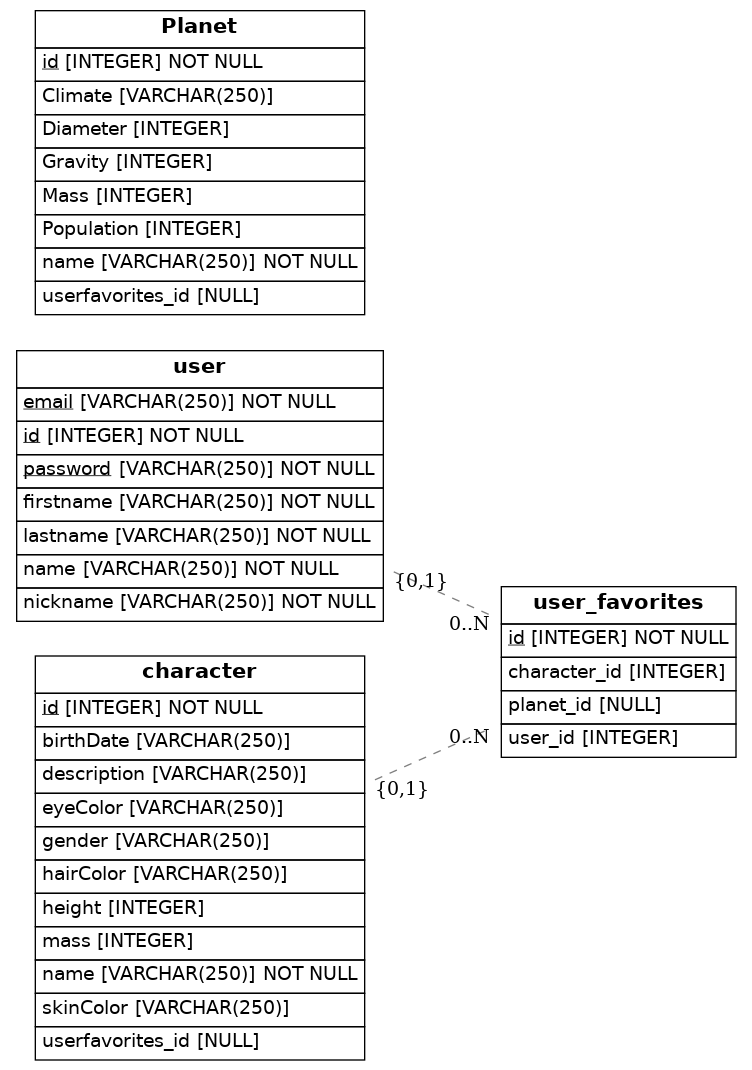 Planet
id [INTEGER] NOT NULL
Climate [VARCHAR(250)]
Diameter [INTEGER]
Gravity [INTEGER]
Mass [INTEGER]
Population [INTEGER]
name [VARCHAR(250)] NOT NULL
userfavorites_id [NULL]
user
email [VARCHAR(250)] NOT NULL
id [INTEGER] NOT NULL
password [VARCHAR(250)] NOT NULL
firstname [VARCHAR(250)] NOT NULL
lastname [VARCHAR(250)] NOT NULL
name [VARCHAR(250)] NOT NULL
nickname [VARCHAR(250)] NOT NULL
{0,1}
0..N
user_favorites
id [INTEGER] NOT NULL
character_id [INTEGER]
planet_id [NULL]
user_id [INTEGER]
0..N
{0,1}
character
id [INTEGER] NOT NULL
birthDate [VARCHAR(250)]
description [VARCHAR(250)]
eyeColor [VARCHAR(250)]
gender [VARCHAR(250)]
hairColor [VARCHAR(250)]
height [INTEGER]
mass [INTEGER]
name [VARCHAR(250)] NOT NULL
skinColor [VARCHAR(250)]
userfavorites_id [NULL]